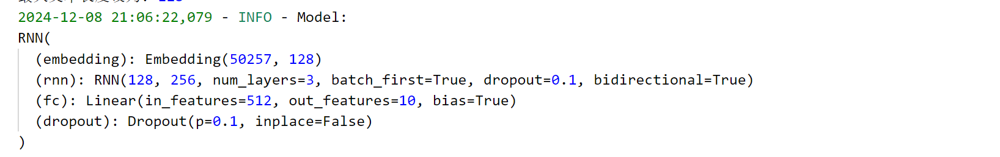 2024-12-08 21:06:22,079 - INFO - Model:
RNN(
(embedding): Embedding(50257, 128)
(rnn): RNN(128, 256, num_layers=3, batch_first=True, dropout=0.1, bidirectional=True)
(fc): Linear(in_features=512, out_features=10, bias=True)
(dropout): Dropout(p=0.1, inplace=False)
)